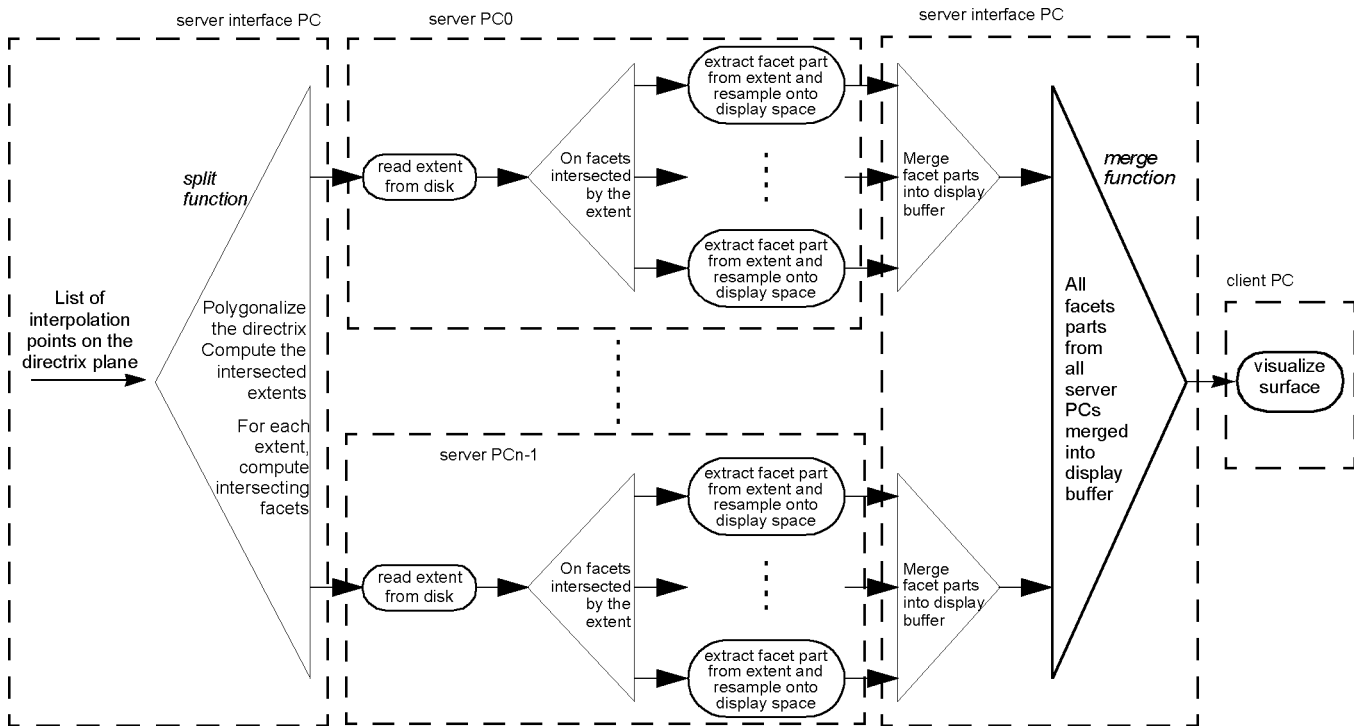 server interface PC
server PC0
server interface PC
split
function
List of
interpolation
points on the
directrix plane
Polygonalize
the directrix
Compute the
intersected
extents
For each
extent,
compute
intersecting
facets
read extent
from disk
On facets
intersected
by the
extent
extract facet part
from extent and
resample onto
display space
extract facet part
from extent and
resample onto
display space
Merge
facet parts
into display
buffer
server PCn-1
read extent
from disk
On facets
intersected
by the
extent
extract facet part
from extent and
resample onto
display space
extract facet part
from extent and
resample onto
display space
Merge
facet parts
into display
buffer
merge
function
All
facets
parts
from
all
server
PCs
merged
into
display
buffer
client PC
visualize
surface